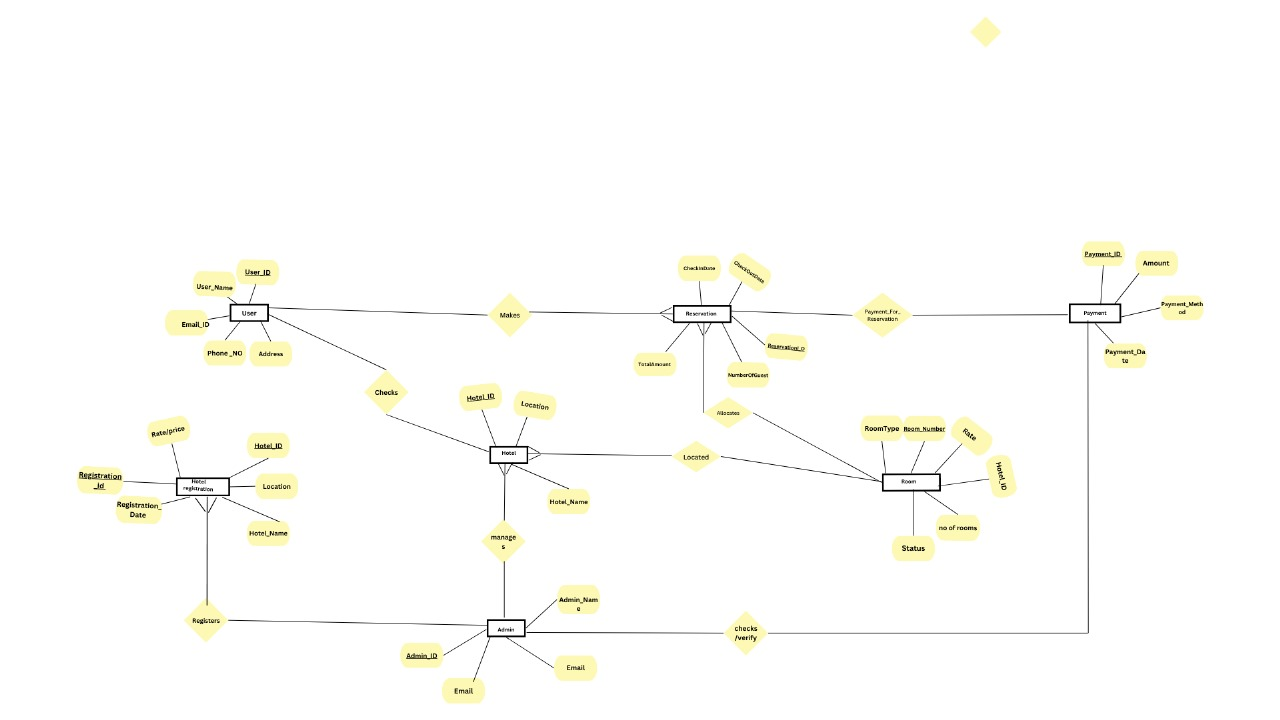 User_ID
User_Name
Email_ID
User
Phone _NO
Address
Makes
CheckinDate
CheckOutDate
Reservation
TotalAmount
NumberOfGuest
ReservationI_D
Payment_For_
Reservation
Payment_ID
Amount
Payment_Meth
od
Payment
Payment_Da
te
Checks
Hotel_ID
Location
Hotel
Hotel_Name
Allocates
Located
RoomType
Room_Number
Rate
Hotel_ID
Room
no of rooms
Status
Rate/price
Hotel_ID
Registration
_id
Hotel
registration
Location
Registration_
Date
Hotel_Name
manage
s
Registers
Admin_Nam
e
Admin
Admin_ID
Email
Email
checks
/verify